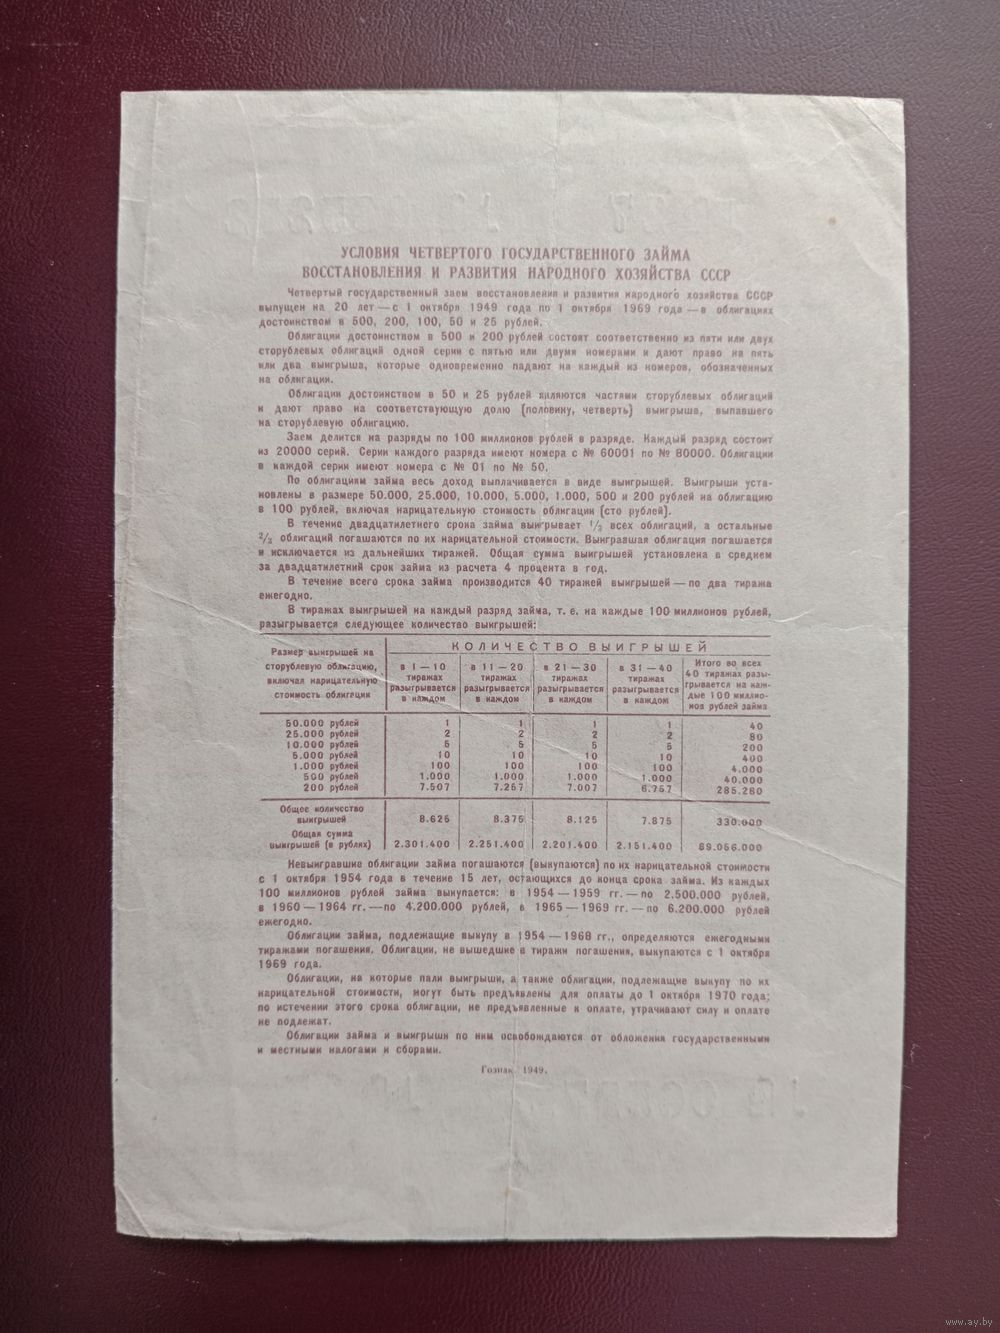 УСЛОВИЯ ЧЕТВЕРТОГО ГОСУДАРСТВЕННОГО ЗАЙМА
ВОССТАНОВЛЕНИЯ И РАЗВИТИЯ НАРОДНОГО ХОЗЯЙСТВА СССР
Четвертый государственный заем восстановления и развития народного хозяйства СССР
выпущен на 20 лет — с 1 октября 1949 года по 1 октября 1969 года — в облигациях
достоинством в 500, 200, 100, 50 и 25 рублей.
Облигации достоинством в 500 и 200 рублей состоят соответственно из пяти или двух
сторублевых облигаций одной серии с пятью или двумя номерами и дают право на пять
или два выигрыша, которые одновременно падают на каждый из номеров, обозначенных
на облигации.
Облигации достоинством в 50 и 25 рублей являются частями сторублевых облигаций
и дают право на соответствующую долю (половину, четверть) выигрыша, выпавшего
на сторублевую облигацию.
Заем делится на разряды по 100 миллионов рублей в разряде. Каждый разряд состоит
из 20000 серий. Серии каждого разряда имеют номера с № 60001 по № 80000. Облигации
в каждой серии имеют номера с № 01 по № 50.
По облигациям займа весь доход выплачивается в виде выигрышей. Выигрыши уста-
новлены в размере 50.000, 25.000, 10.000, 5.000, 1.000, 500 и 200 рублей на облигацию
в 100 рублей, включая нарицательную стоимость облигации (сто рублей).
В течение двадцатилетнего срока займа выигрывает 1/3 всех облигаций, а остальные
2/3 облигаций погашаются по их нарицательной стоимости. Выигравшая облигация погашается
и исключается из дальнейших тиражей. Общая сумма выигрышей установлена в среднем
за двадцатилетний срок займа из расчета 4 процента в год.
В течение всего срока займа производится 40 тиражей выигрышей — по два тиража
ежегодно.
В тиражах выигрышей на каждый разряд займа, т. е. на каждые 100 миллионов рублей,
разыгрывается следующее количество выигрышей:
Размер выигрышей на
сторублевую облигацию,
включая нарицательную
стоимость облигации
КОЛИЧЕСТВО ВЫИГРЫШЕЙ
в 1 — 10
тиражах
разыгрывается
в каждом
в 11 — 20
тиражах
разыгрывается
в каждом
в 21 — 30
тиражах
разыгрывается
в каждом
в 31 — 40
тиражах
разыгрывается
в каждом
Итого во всех
40 тиражах разы-
грывается на каж-
дые 100 миллио-
нов рублей займа
50.000 рублей 1 1 1 1 40
25.000 рублей 2 2 2 2 80
10.000 рублей 5 5 5 5 200
5.000 рублей 10 10 10 10 400
1.000 рублей 100 100 100 100 4.000
500 рублей 1.000 1.000 1.000 1.000 40.000
200 рублей 7.507 7.257 7.007 6.757 285.280
Общее количество
выигрышей 8.625 8.375 8.125 7.875 330.000
Общая сумма
выигрышей (в рублях) 2.301.400 2.251.400 2.201.400 2.151.400 89.056.000
Невыигравшие облигации займа погашаются (выкупаются) по их нарицательной стоимости
с 1 октября 1954 года в течение 15 лет, остающихся до конца срока займа. Из каждых
100 миллионов рублей займа выкупается: в 1954 — 1959 гг. — по 2.500.000 рублей,
в 1960 — 1964 гг. — по 4.200.000 рублей, в 1965 — 1969 гг. — по 6.200.000 рублей
ежегодно.
Облигации займа, подлежащие выкупу в 1954 — 1968 гг., определяются ежегодными
тиражами погашения. Облигации, не вышедшие в тиражи погашения, выкупаются с 1 октября
1969 года.
Облигации, на которые пали выигрыши, а также облигации, подлежащие выкупу по их
нарицательной стоимости, могут быть предъявлены для оплаты до 1 октября 1970 года;
по истечении этого срока облигации, не предъявленные к оплате, утрачивают силу и оплате
не подлежат.
Облигации займа и выигрыши по ним освобождаются от обложения государственными
и местными налогами и сборами.
Гознак. 1949.
www.ay.by